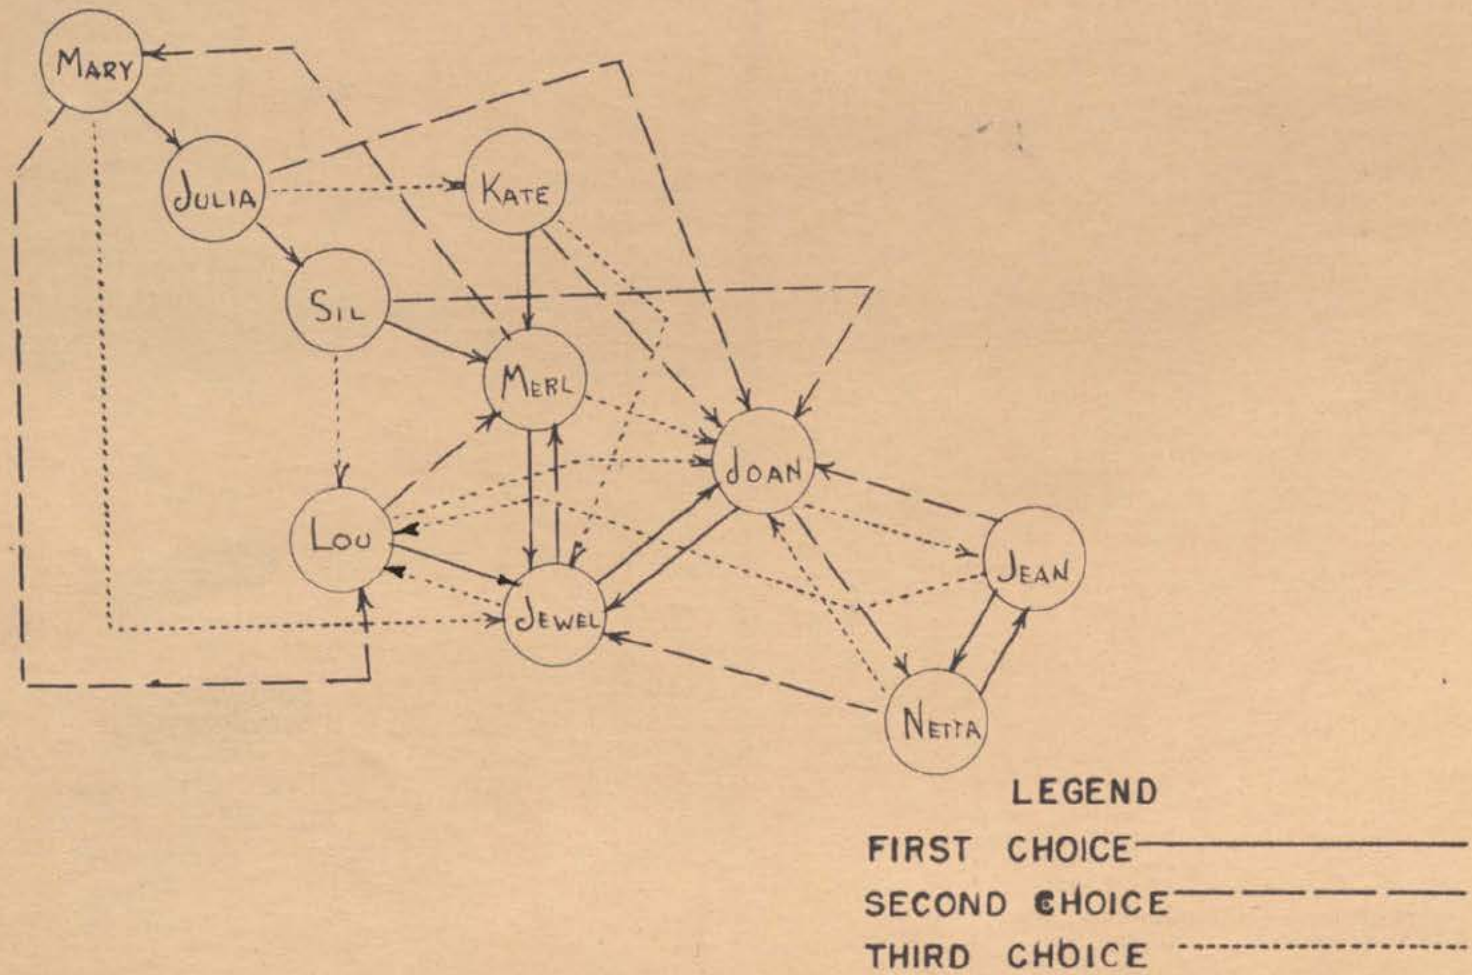 MARY
JULIA
KATE
SIL
MERL
JOAN
LOU
JEAN
JEWEL
NETTA
LEGEND
FIRST CHOICE
SECOND CHOICE
THIRD CHOICE